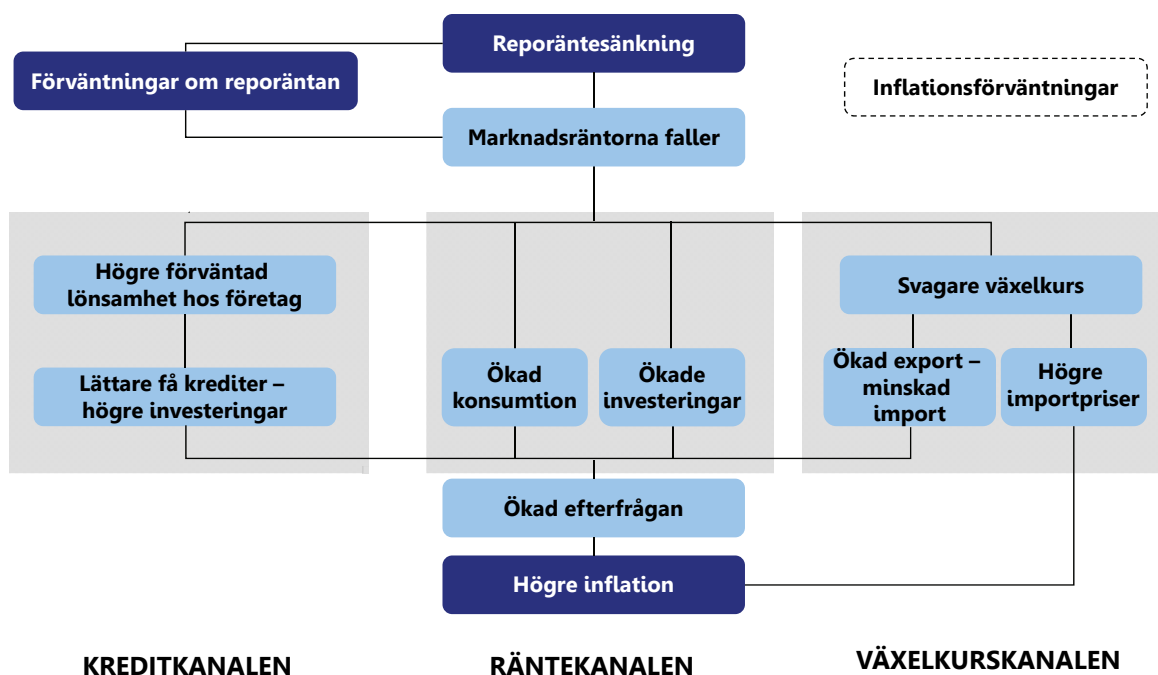 Reporäntesänkning
Förväntningar om reporäntan
Inflationsförväntningar
Marknadsräntorna faller
Högre förväntad
lönsamhet hos företag
Svagare växelkurs
Lättare få krediter –
högre investeringar
Ökad
konsumtion
Ökade
investeringar
Ökad export –
minskad
import
Högre
importpriser
Ökad efterfrågan
Högre inflation
KREDITKANALEN
RÄNTEKANALEN
VÄXELKURSKANALEN